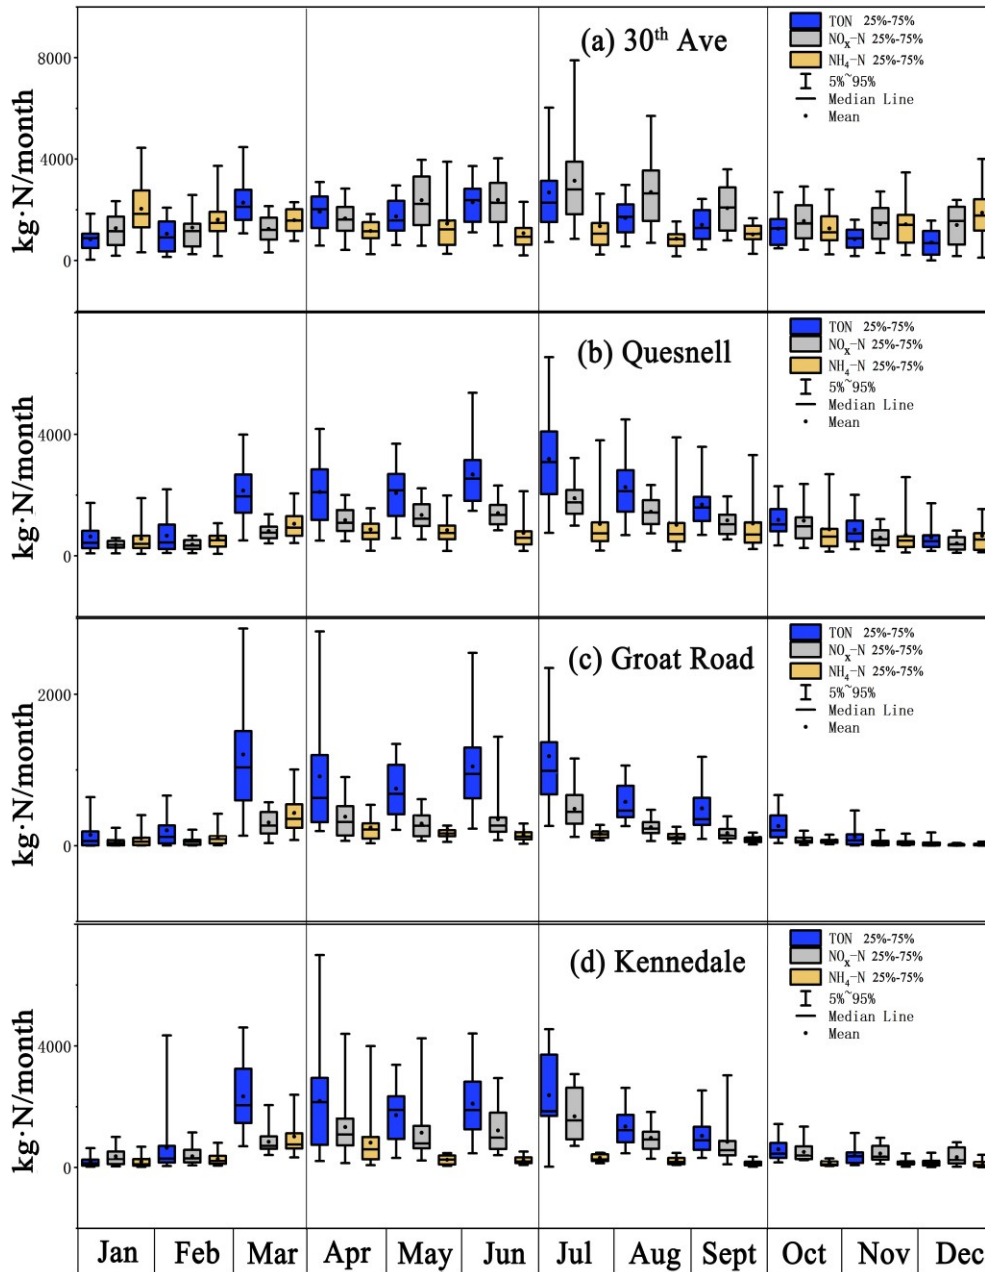 (a) 30th Ave
TON 25%-75%
NOx-N 25%-75%
NH4-N 25%-75%
5%~95%
Median Line
Mean
8000
4000
0
kg·N/month
(b) Quesnell
TON 25%-75%
NOx-N 25%-75%
NH4-N 25%-75%
5%~95%
Median Line
Mean
4000
0
kg·N/month
(c) Groat Road
TON 25%-75%
NOx-N 25%-75%
NH4-N 25%-75%
5%~95%
Median Line
Mean
2000
0
kg·N/month
(d) Kennedale
TON 25%-75%
NOx-N 25%-75%
NH4-N 25%-75%
5%~95%
Median Line
Mean
4000
0
kg·N/month
Jan Feb Mar Apr May Jun Jul Aug Sept Oct Nov Dec